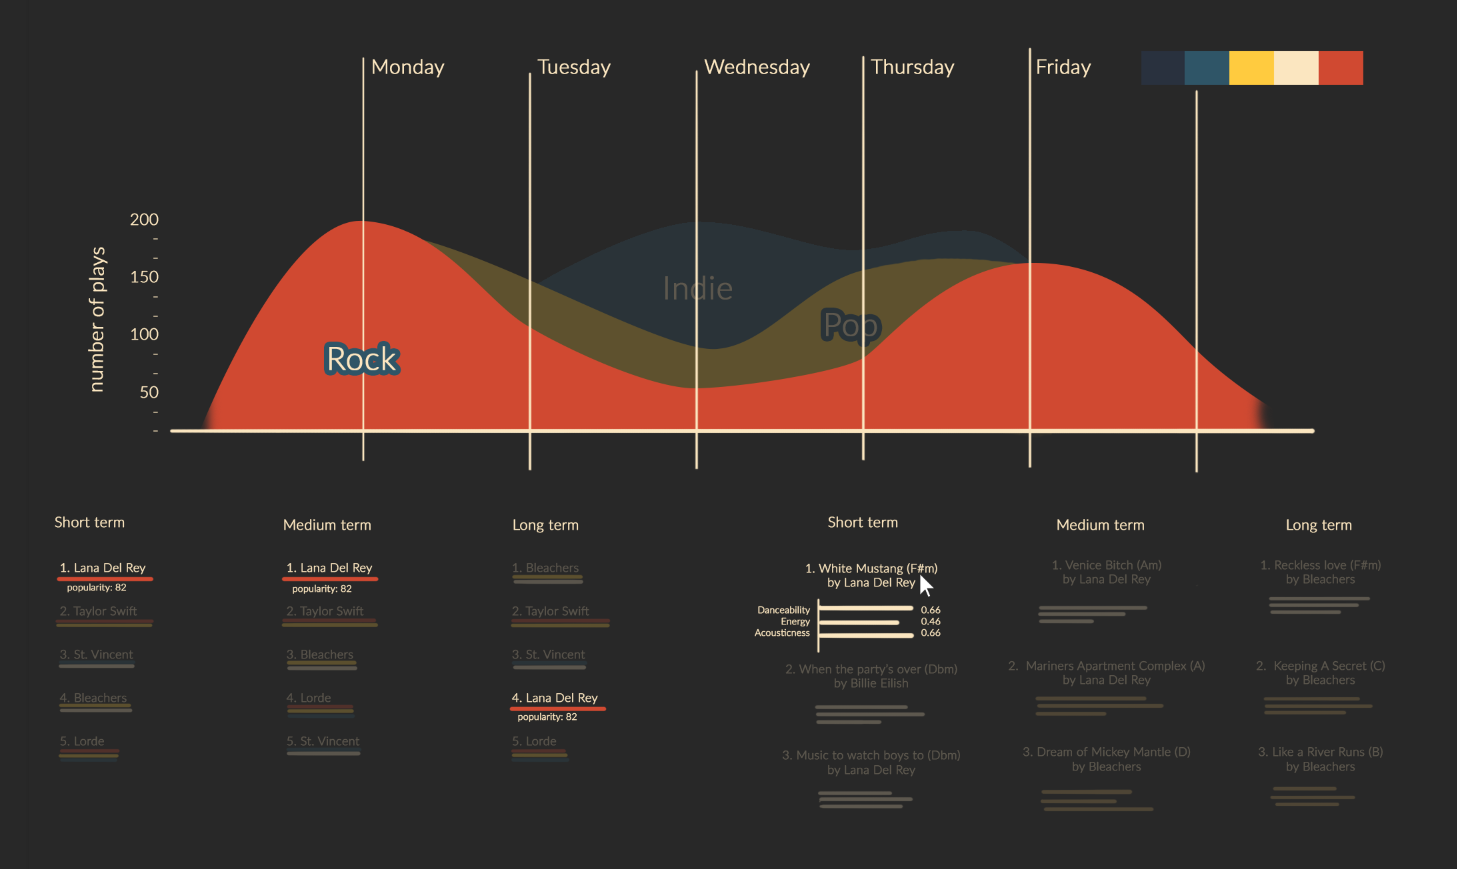 Monday
Tuesday
Wednesday
Thursday
Friday
number of plays
200
150
100
50
Rock
Indie
Pop
Short term
1. Lana Del Rey
popularity: 82
2. Taylor Swift
3. St. Vincent
4. Bleachers
5. Lorde
Medium term
1. Lana Del Rey
popularity: 82
2. Taylor Swift
3. Bleachers
4. Lorde
5. St. Vincent
Long term
1. Bleachers
2. Taylor Swift
3. St. Vincent
4. Lana Del Rey
popularity: 82
5. Lorde
Short term
1. White Mustang (F#m)
by Lana Del Rey
Danceability 0.66
Energy 0.46
Acousticness 0.66
2. When the party's over (Dbm)
by Billie Eilish
3. Music to watch boys to (Dbm)
by Lana Del Rey
Medium term
1. Venice Bitch (Am)
by Lana Del Rey
2. Mariners Apartment Complex (A)
by Lana Del Rey
3. Dream of Mickey Mantle (D)
by Bleachers
Long term
1. Reckless love (F#m)
by Bleachers
2. Keeping A Secret (C)
by Bleachers
3. Like a River Runs (B)
by Bleachers